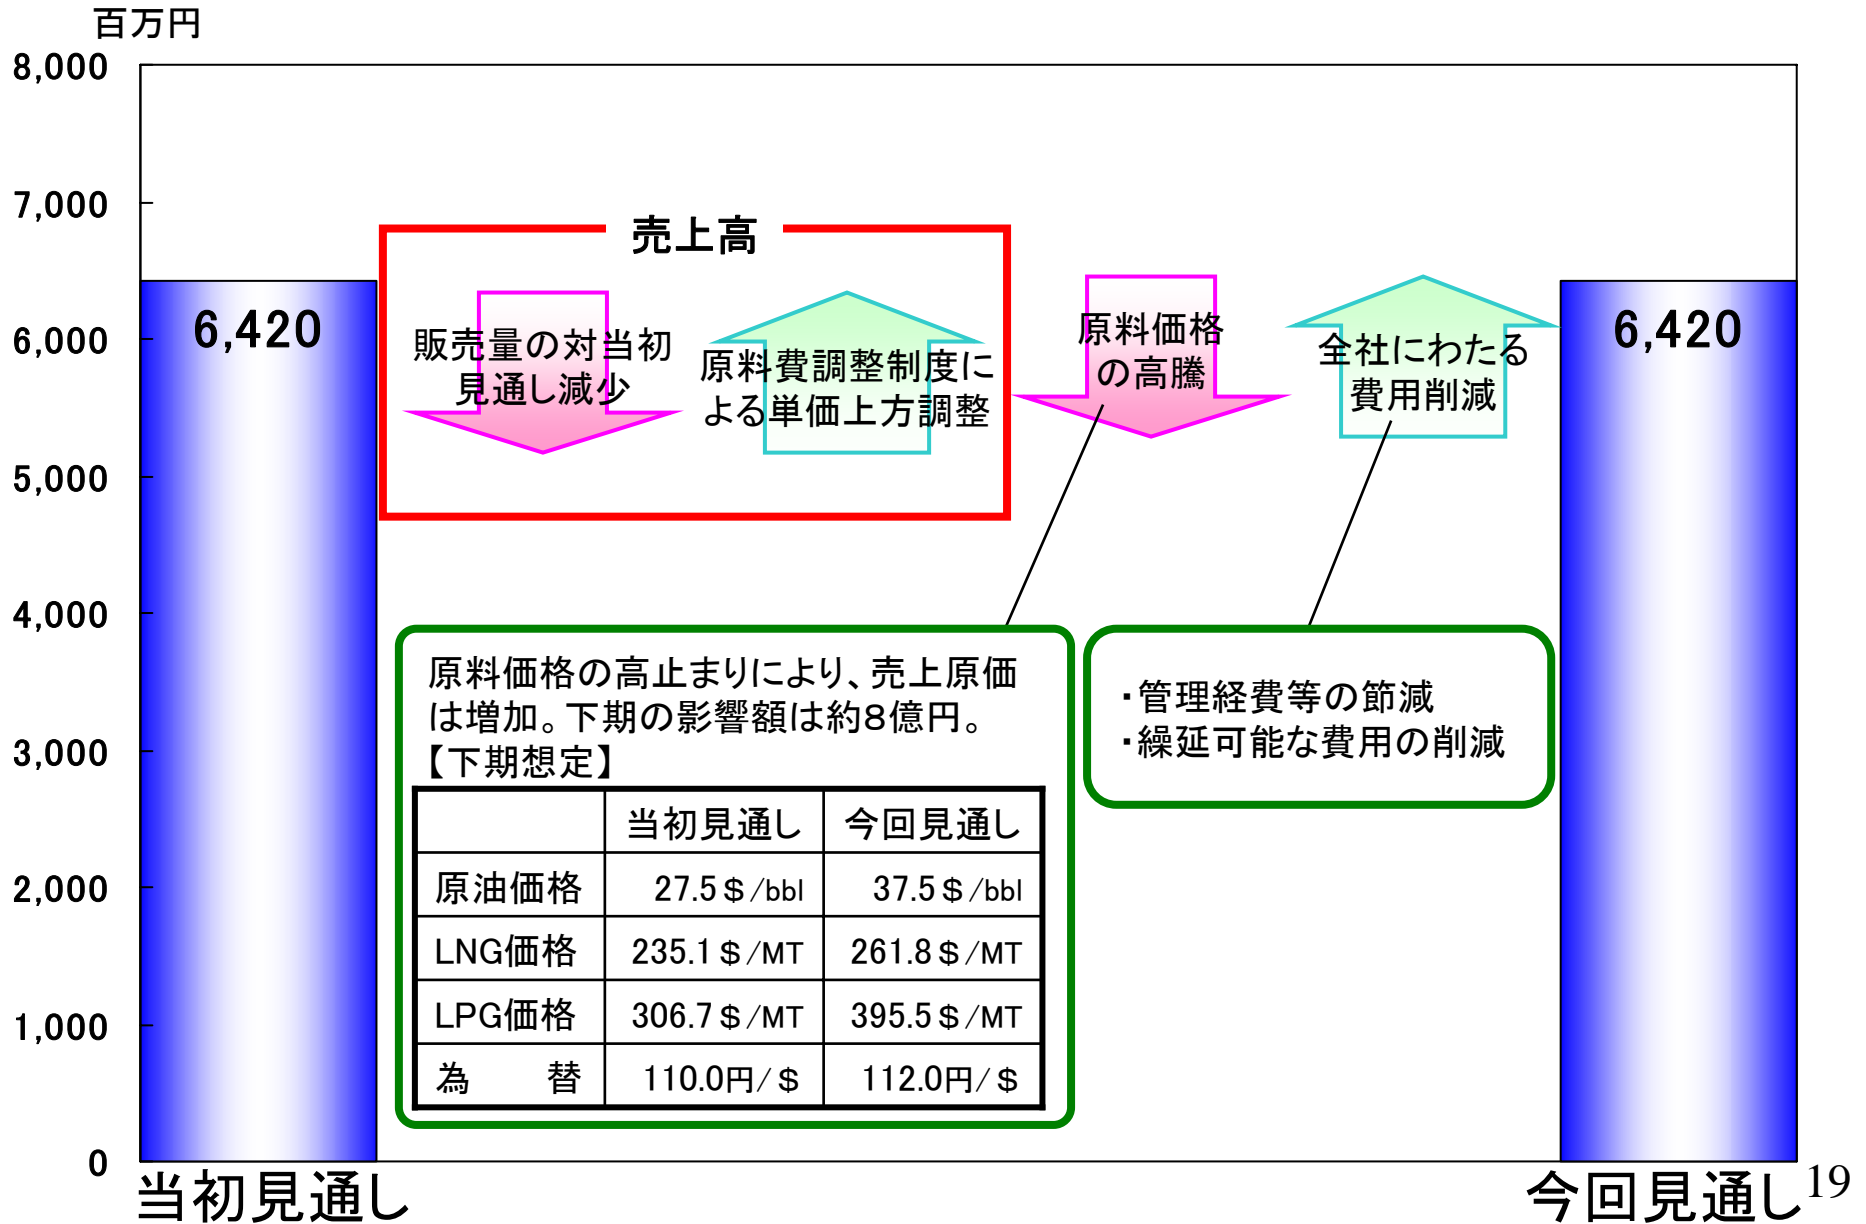 百万円
8,000
7,000
6,000
5,000
4,000
3,000
2,000
1,000
0
6,420
売上高
販売量の対当初
見通し減少
原料費調整制度に
よる単価上方調整
原料価格
の高騰
全社にわたる
費用削減
6,420
原料価格の高止まりにより、売上原価
は増加。下期の影響額は約8億円。
【下期想定】
当初見通し 今回見通し
原油価格 27.5$/bbl 37.5$/bbl
LNG価格 235.1$/MT 261.8$/MT
LPG価格 306.7$/MT 395.5$/MT
為 替 110.0円/$ 112.0円/$
・管理経費等の節減
・繰延可能な費用の削減
当初見通し
今回見通し
19